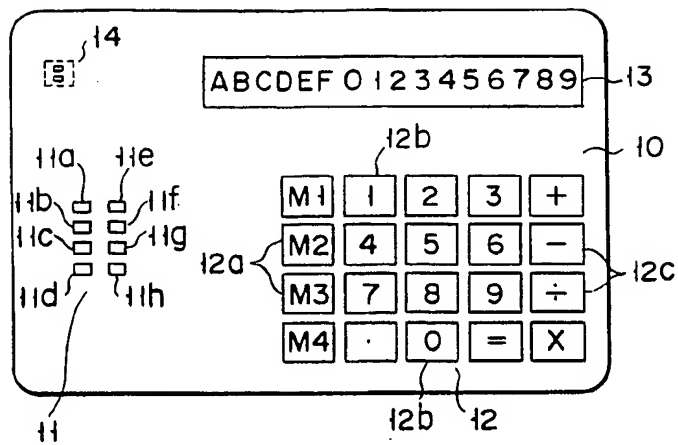 14
ABCDEF 0123456789
13
12b
10
11a 11e
M1 1 2 3 +
11b 11f
11c 11g
12a M2 4 5 6 − 12c
11d 11h
M3 7 8 9 ÷
M4 · 0 = X
11
12b 12